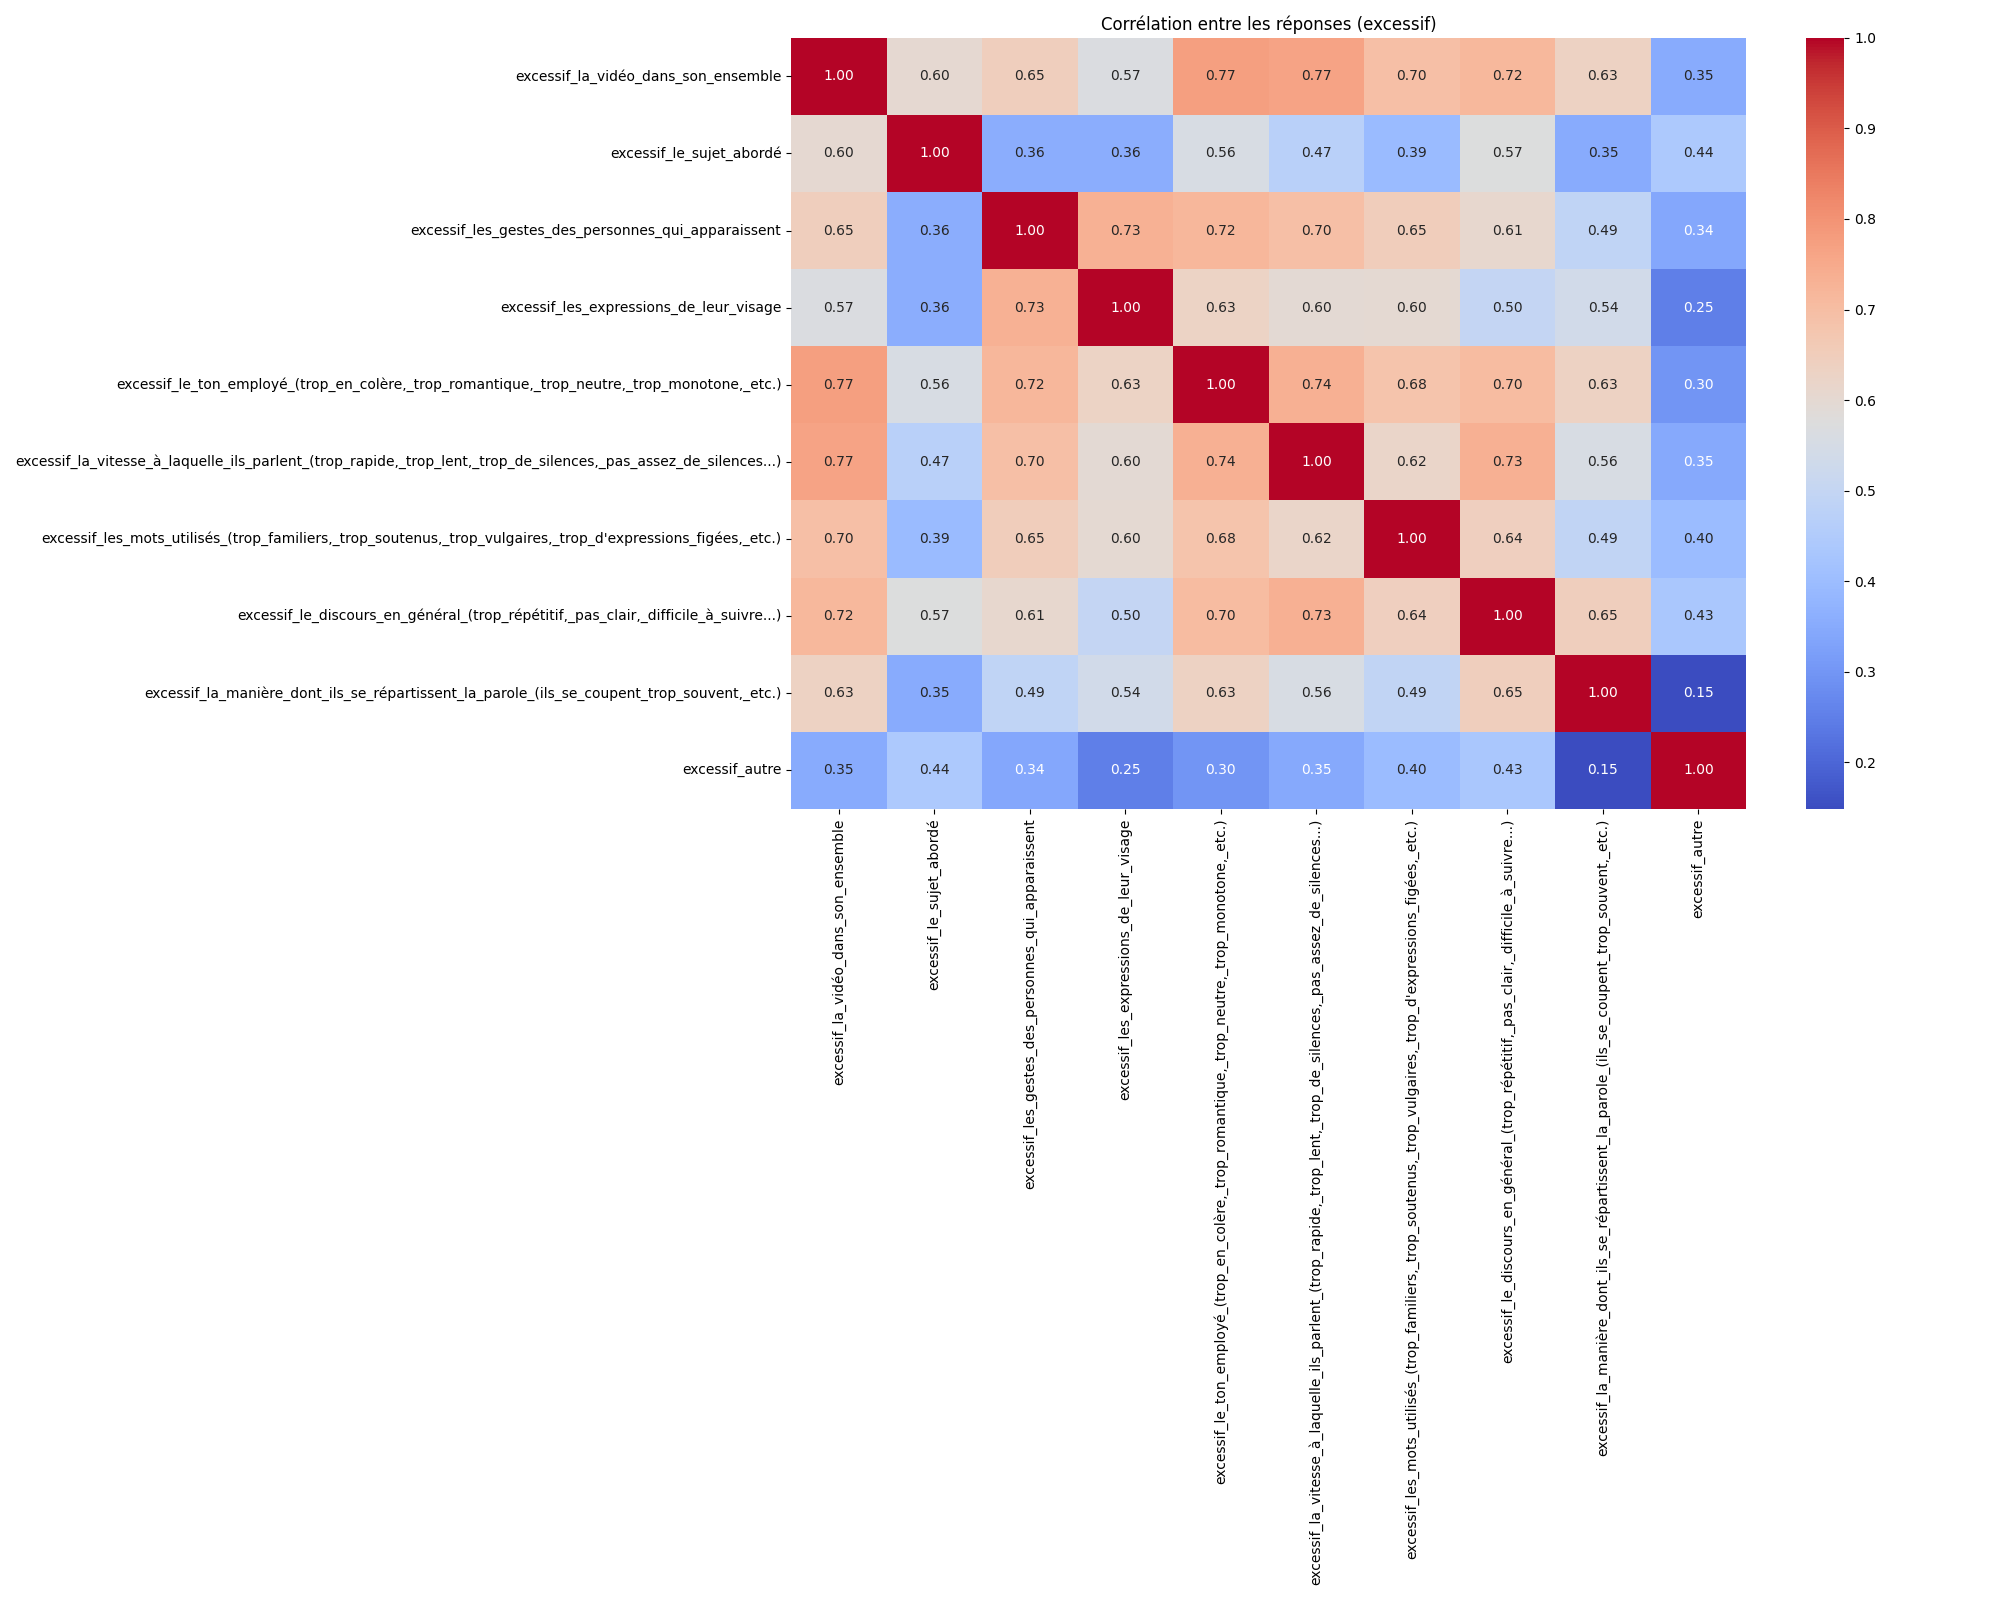 Corrélation entre les réponses (excessif)
excessif_la_vidéo_dans_son_ensemble 1.00 0.60 0.65 0.57 0.77 0.77 0.70 0.72 0.63 0.35
excessif_le_sujet_abordé 0.60 1.00 0.36 0.36 0.56 0.47 0.39 0.57 0.35 0.44
excessif_les_gestes_des_personnes_qui_apparaissent 0.65 0.36 1.00 0.73 0.72 0.70 0.65 0.61 0.49 0.34
excessif_les_expressions_de_leur_visage 0.57 0.36 0.73 1.00 0.63 0.60 0.60 0.50 0.54 0.25
excessif_le_ton_employé_(trop_en_colère,_trop_romantique,_trop_neutre,_trop_monotone,_etc.) 0.77 0.56 0.72 0.63 1.00 0.74 0.68 0.70 0.63 0.30
excessif_la_vitesse_à_laquelle_ils_parlent_(trop_rapide,_trop_lent,_trop_de_silences,_pas_assez_de_silences...) 0.77 0.47 0.70 0.60 0.74 1.00 0.62 0.73 0.56 0.35
excessif_les_mots_utilisés_(trop_familiers,_trop_soutenus,_trop_vulgaires,_trop_d'expressions_figées,_etc.) 0.70 0.39 0.65 0.60 0.68 0.62 1.00 0.64 0.49 0.40
excessif_le_discours_en_général_(trop_répétitif,_pas_clair,_difficile_à_suivre...) 0.72 0.57 0.61 0.50 0.70 0.73 0.64 1.00 0.65 0.43
excessif_la_manière_dont_ils_se_répartissent_la_parole_(ils_se_coupent_trop_souvent,_etc.) 0.63 0.35 0.49 0.54 0.63 0.56 0.49 0.65 1.00 0.15
excessif_autre 0.35 0.44 0.34 0.25 0.30 0.35 0.40 0.43 0.15 1.00
excessif_la_vidéo_dans_son_ensemble
excessif_le_sujet_abordé
excessif_les_gestes_des_personnes_qui_apparaissent
excessif_les_expressions_de_leur_visage
excessif_le_ton_employé_(trop_en_colère,_trop_romantique,_trop_neutre,_trop_monotone,_etc.)
excessif_la_vitesse_à_laquelle_ils_parlent_(trop_rapide,_trop_lent,_trop_de_silences,_pas_assez_de_silences...)
excessif_les_mots_utilisés_(trop_familiers,_trop_soutenus,_trop_vulgaires,_trop_d'expressions_figées,_etc.)
excessif_le_discours_en_général_(trop_répétitif,_pas_clair,_difficile_à_suivre...)
excessif_la_manière_dont_ils_se_répartissent_la_parole_(ils_se_coupent_trop_souvent,_etc.)
excessif_autre
1.0
0.9
0.8
0.7
0.6
0.5
0.4
0.3
0.2